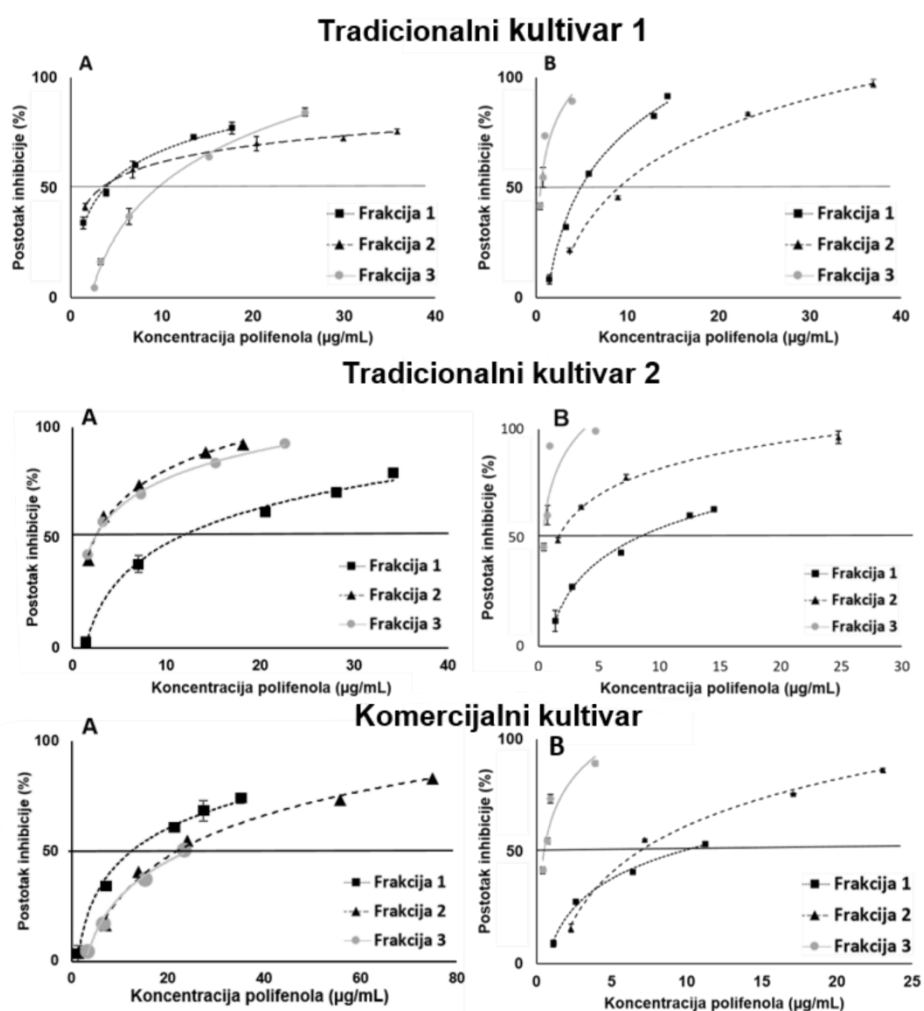 Tradicionalni kultivar 1
A
Postotak inhibicije (%)
100
50
0
Frakcija 1
Frakcija 2
Frakcija 3
0 10 20 30 40
Koncentracija polifenola (µg/mL)
B
Postotak inhibicije (%)
100
50
0
Frakcija 1
Frakcija 2
Frakcija 3
0 10 20 30 40
Koncentracija polifenola (µg/mL)
Tradicionalni kultivar 2
A
Postotak inhibicije (%)
100
50
0
Frakcija 1
Frakcija 2
Frakcija 3
0 10 20 30 40
Koncentracija polifenola (µg/mL)
B
Postotak inhibicije (%)
100
50
0
Frakcija 1
Frakcija 2
Frakcija 3
0 5 10 15 20 25 30
Koncentracija polifenola (µg/mL)
Komercijalni kultivar
A
Postotak inhibicije (%)
100
50
0
Frakcija 1
Frakcija 2
Frakcija 3
0 20 40 60 80
Koncentracija polifenola (µg/mL)
B
Postotak inhibicije (%)
100
50
0
Frakcija 1
Frakcija 2
Frakcija 3
0 5 10 15 20 25
Koncentracija polifenola (µg/mL)